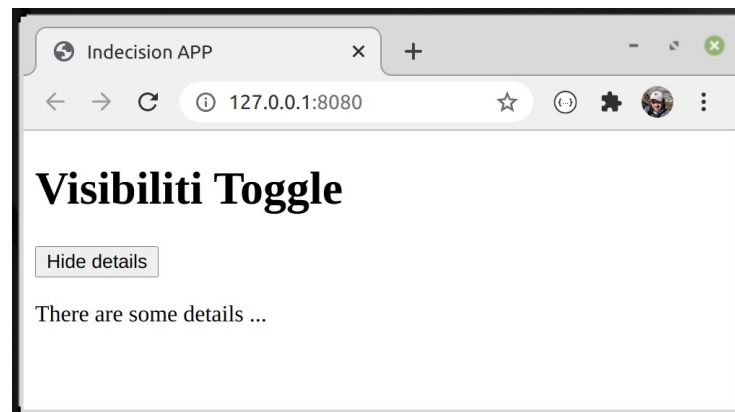 Indecision APP
127.0.0.1:8080
Visibiliti Toggle
Hide details
There are some details ...